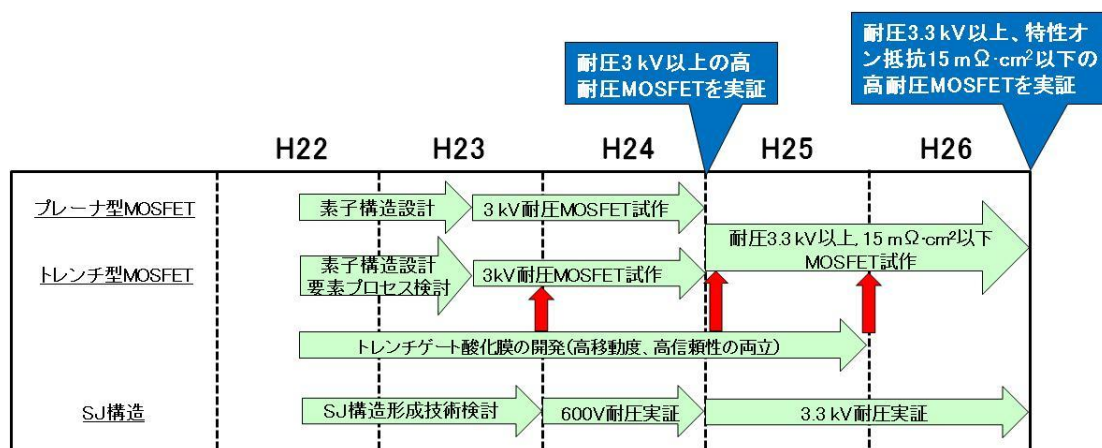 耐圧3 kV以上の高
耐圧MOSFETを実証
耐圧3.3 kV以上、特性オ
ン抵抗15 mΩ·cm²以下の
高耐圧MOSFETを実証
H22 H23 H24 H25 H26
プレーナ型MOSFET
素子構造設計
3 kV耐圧MOSFET試作
耐圧3.3 kV以上, 15 mΩ·cm²以下
MOSFET試作
トレンチ型MOSFET
素子構造設計
要素プロセス検討
3kV耐圧MOSFET試作
トレンチゲート酸化膜の開発(高移動度、高信頼性の両立)
SJ構造
SJ構造形成技術検討
600V耐圧実証
3.3 kV耐圧実証